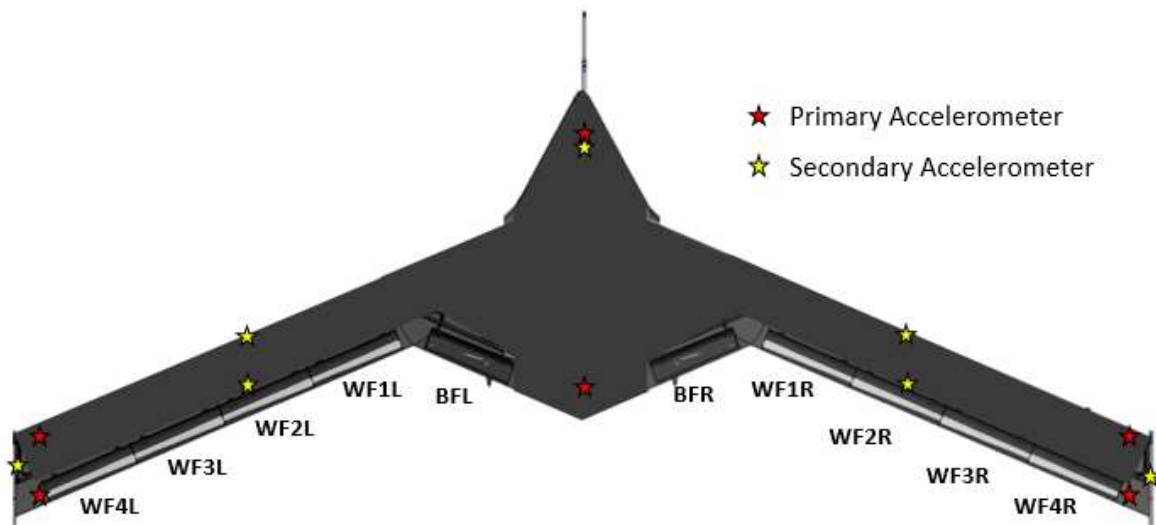 Primary Accelerometer
Secondary Accelerometer
WF1L
BFL
BFR
WF1R
WF2L
WF2R
WF3L
WF3R
WF4L
WF4R